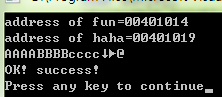 address of fun=00401014
address of haha=00401019
AAAABBBBcccc↓▶@
OK! success!
Press any key to continue